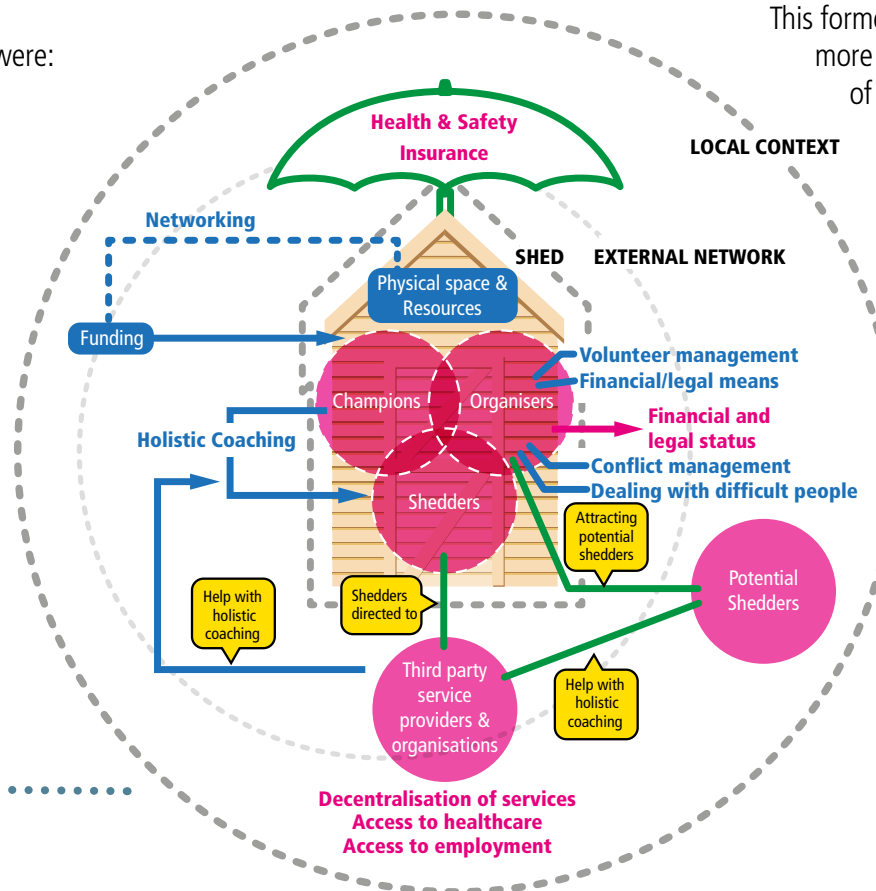 were:
This forme
more
of
Health & Safety
Insurance
LOCAL CONTEXT
Networking
SHED
EXTERNAL NETWORK
Physical space &
Resources
Funding
Volunteer management
Financial/legal means
Champions
Organisers
Financial and
legal status
Holistic Coaching
Conflict management
Dealing with difficult people
Shedders
Attracting
potential
shedders
Potential
Shedders
Help with
holistic
coaching
Shedders
directed to
Third party
service
providers &
organisations
Help with
holistic
coaching
Decentralisation of services
Access to healthcare
Access to employment